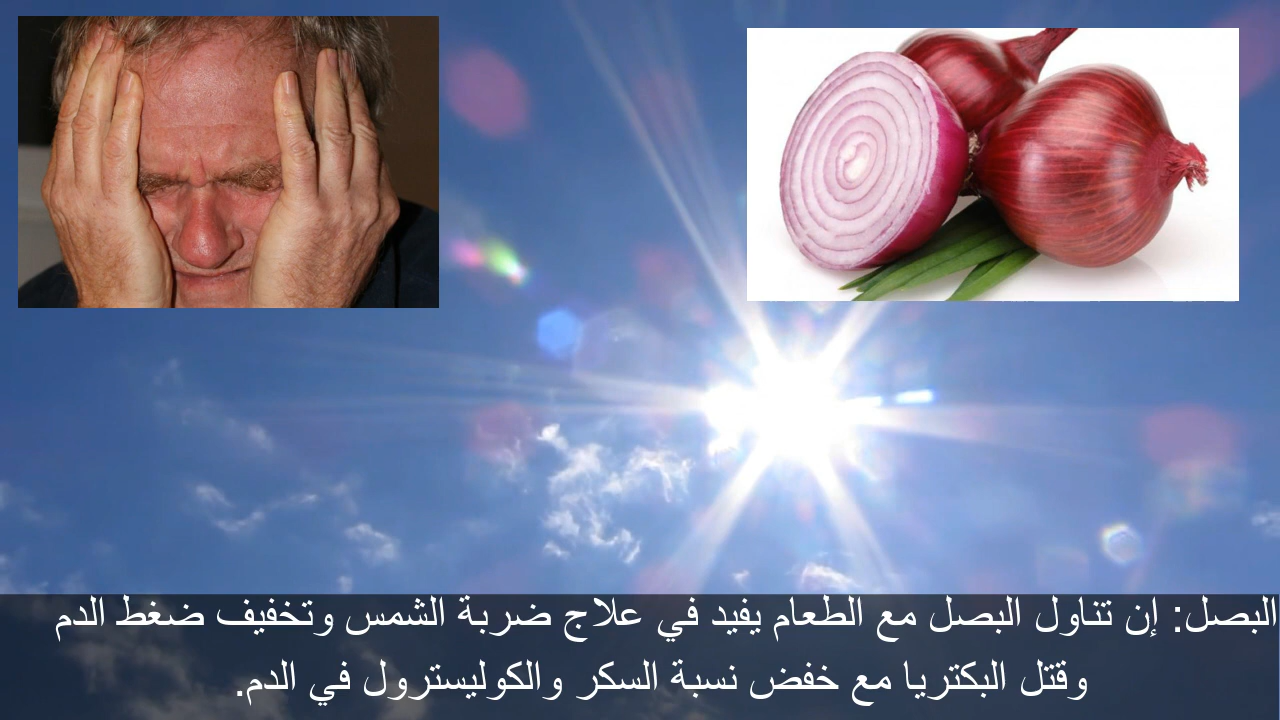 البصل: إن تناول البصل مع الطعام يفيد في علاج ضربة الشمس وتخفيف ضغط الدم
وقتل البكتريا مع خفض نسبة السكر والكوليسترول في الدم.